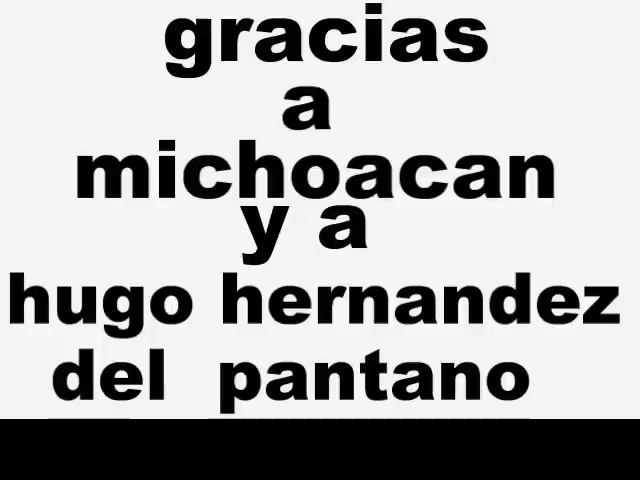 gracias
a
michoacan
y a
hugo hernandez
del pantano